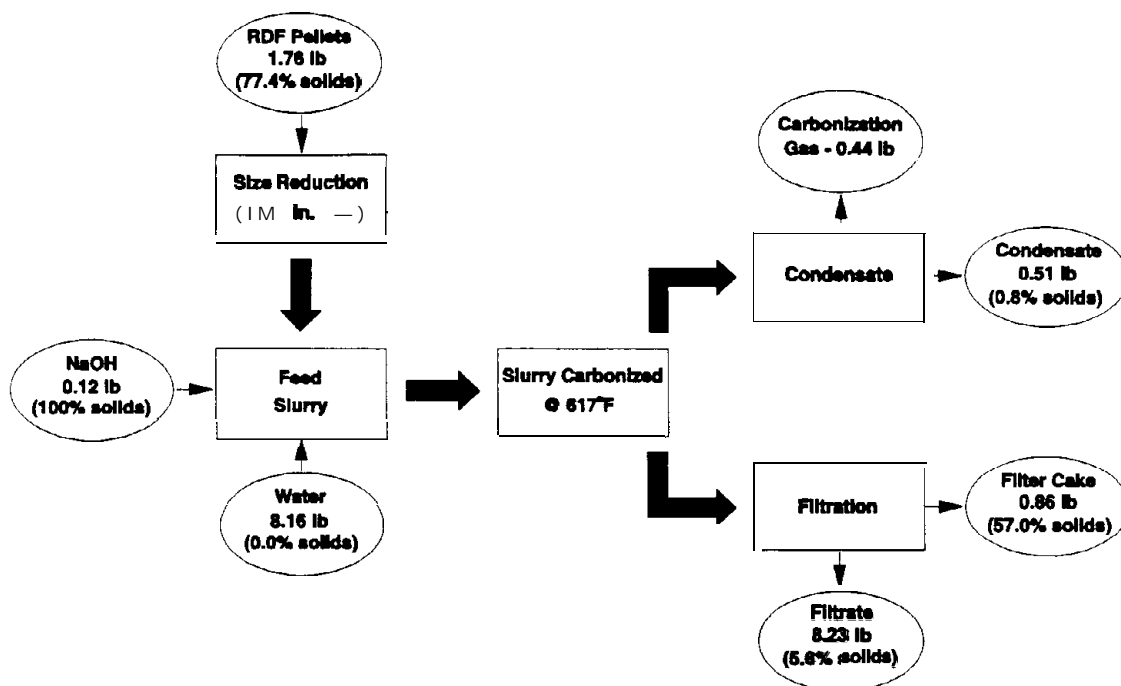 RDF Pellets
1.76 lb
(77.4% solids)
Size Reduction
(IM in. —)
NaOH
0.12 lb
(100% solids)
Feed
Slurry
Water
8.16 lb
(0.0% solids)
Slurry Carbonized
@ 617°F
Carbonization
Gas - 0.44 lb
Condensate
Condensate
0.51 lb
(0.8% solids)
Filtration
Filter Cake
0.86 lb
(57.0% solids)
Filtrate
8.23 lb
(5.6% solids)